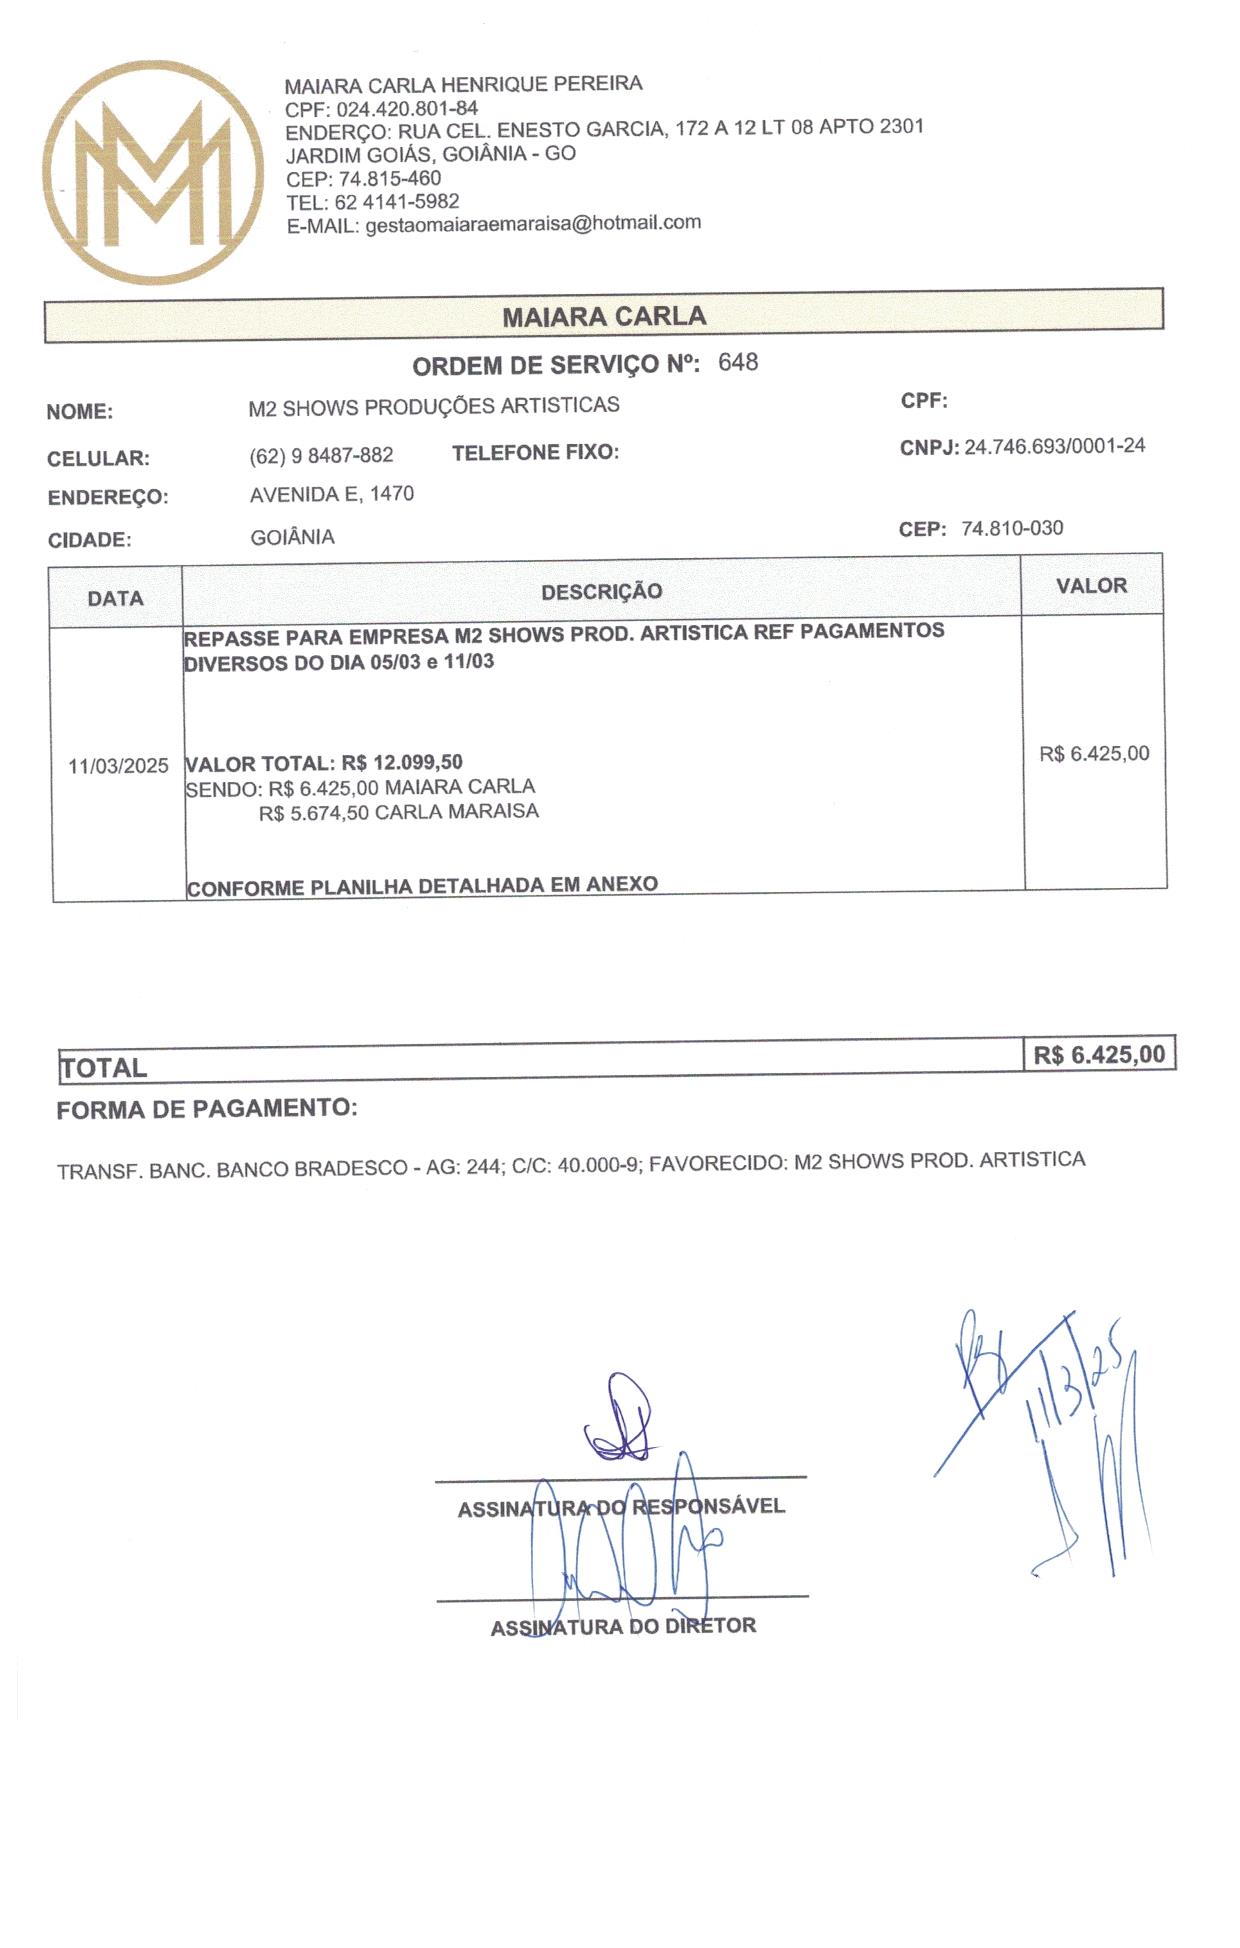 MAIARA CARLA HENRIQUE PEREIRA
CPF: 024.420.801-84
ENDERÇO: RUA CEL. ENESTO GARCIA, 172 A 12 LT 08 APTO 2301
JARDIM GOIÁS, GOIÂNIA - GO
CEP: 74.815-460
TEL: 62 4141-5982
E-MAIL: gestaomaiaraemaraisa@hotmail.com
MAIARA CARLA
ORDEM DE SERVIÇO Nº: 648
NOME: M2 SHOWS PRODUÇÕES ARTISTICAS CPF:
CELULAR: (62) 9 8487-882 TELEFONE FIXO: CNPJ: 24.746.693/0001-24
ENDEREÇO: AVENIDA E, 1470
CIDADE: GOIÂNIA CEP: 74.810-030
DATA DESCRIÇÃO VALOR
REPASSE PARA EMPRESA M2 SHOWS PROD. ARTISTICA REF PAGAMENTOS
DIVERSOS DO DIA 05/03 e 11/03
11/03/2025 VALOR TOTAL: R$ 12.099,50 R$ 6.425,00
SENDO: R$ 6.425,00 MAIARA CARLA
R$ 5.674,50 CARLA MARAISA
CONFORME PLANILHA DETALHADA EM ANEXO
TOTAL R$ 6.425,00
FORMA DE PAGAMENTO:
TRANSF. BANC. BANCO BRADESCO - AG: 244; C/C: 40.000-9; FAVORECIDO: M2 SHOWS PROD. ARTISTICA
11/3/25
ASSINATURA DO RESPONSÁVEL
ASSINATURA DO DIRETOR